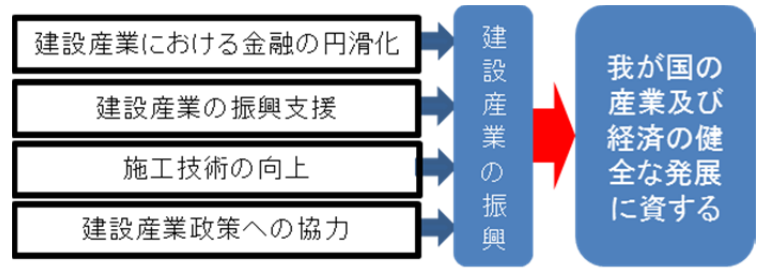 建設産業における金融の円滑化
建設産業の振興支援
施工技術の向上
建設産業政策への協力
建設産業の振興
我が国の
産業及び
経済の健
全な発展
に資する